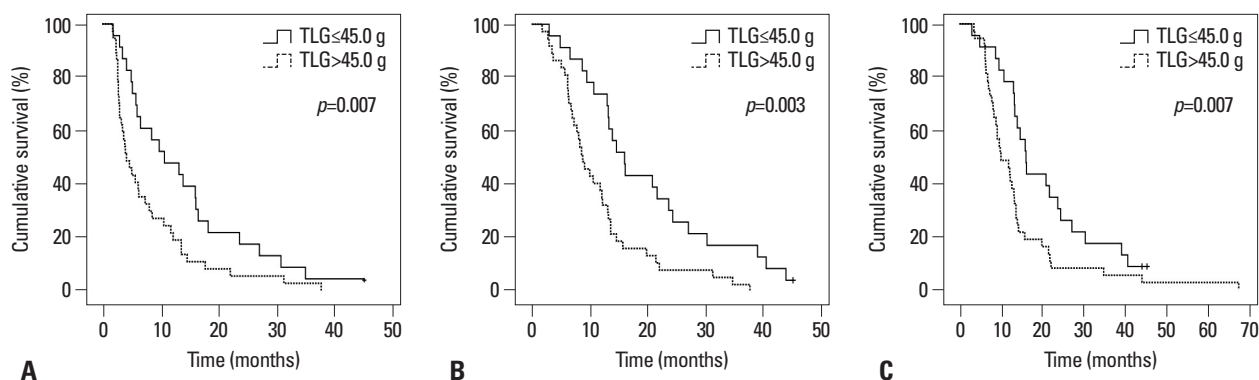 100
80
60
40
20
0
Cumulative survival (%)
TLG≤45.0 g
TLG>45.0 g
p=0.007
0 10 20 30 40 50
Time (months)
A
100
80
60
40
20
0
Cumulative survival (%)
TLG≤45.0 g
TLG>45.0 g
p=0.003
0 10 20 30 40 50
Time (months)
B
100
80
60
40
20
0
Cumulative survival (%)
TLG≤45.0 g
TLG>45.0 g
p=0.007
0 10 20 30 40 50 60 70
Time (months)
C